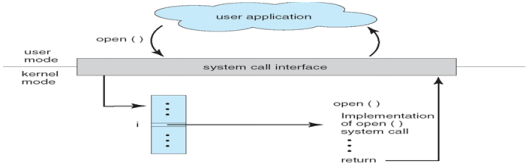 user application
open ( )
user
mode
system call interface
kernel
mode
i
open ( )
Implementation
of open ( )
system call
return